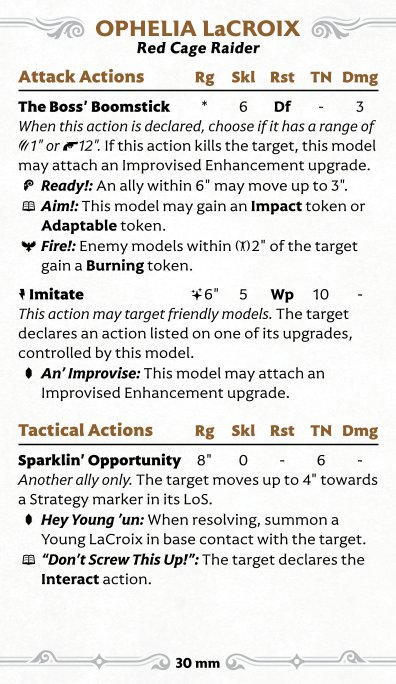 OPHELIA LaCROIX
Red Cage Raider
Attack Actions Rg Skl Rst TN Dmg
The Boss’ Boomstick * 6 Df - 3
When this action is declared, choose if it has a range of
1" or 12". If this action kills the target, this model
may attach an Improvised Enhancement upgrade.
Ready!: An ally within 6" may move up to 3".
Aim!: This model may gain an Impact token or
Adaptable token.
Fire!: Enemy models within 2" of the target
gain a Burning token.
Imitate 6" 5 Wp 10 -
This action may target friendly models. The target
declares an action listed on one of its upgrades,
controlled by this model.
An’ Improvise: This model may attach an
Improvised Enhancement upgrade.
Tactical Actions Rg Skl Rst TN Dmg
Sparklin’ Opportunity 8" 0 - 6 -
Another ally only. The target moves up to 4" towards
a Strategy marker in its LoS.
Hey Young ’un: When resolving, summon a
Young LaCroix in base contact with the target.
“Don’t Screw This Up!”: The target declares the
Interact action.
30 mm